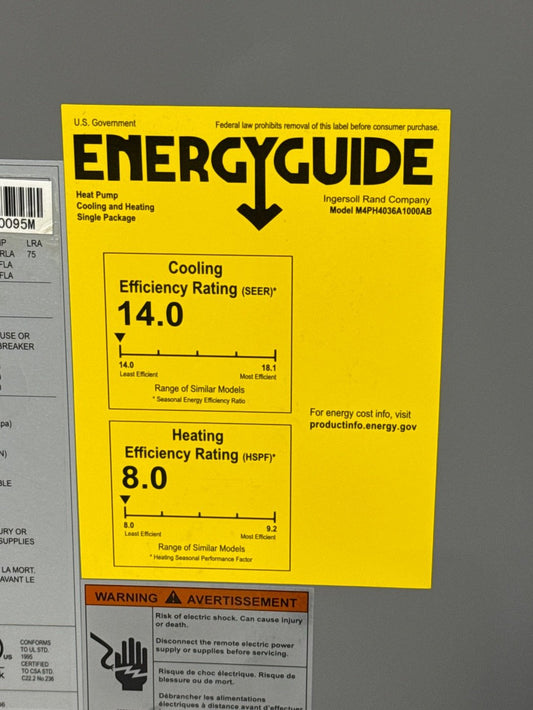 U.S. Government
Federal law prohibits removal of this label before consumer purchase.
ENERGYGUIDE
Heat Pump
Cooling and Heating
Single Package
Ingersoll Rand Company
Model M4PH4036A1000AB
Cooling
Efficiency Rating (SEER)*
14.0
14.0
Least Efficient
18.1
Most Efficient
Range of Similar Models
* Seasonal Energy Efficiency Ratio
For energy cost info, visit
productinfo.energy.gov
Heating
Efficiency Rating (HSPF)*
8.0
8.0
Least Efficient
9.2
Most Efficient
Range of Similar Models
* Heating Seasonal Performance Factor
0095M
LRA
RLA 75
FLA
FLA
USE OR
BREAKER
pa)
N)
BLE
URY OR
SUPPLIES
LA MORT.
AVANT LE
CONFORMS
TO UL STD.
1995
CERTIFIED
TO CSA STD.
C22.2 No 236
US
WARNING AVERTISSEMENT
Risk of electric shock. Can cause injury
or death.
Disconnect the remote electric power
supply or supplies before servicing.
Risque de choc électrique. Risque de
blessure ou de mort.
Débrancher les alimentations
électriques à distance avant d'effectuer